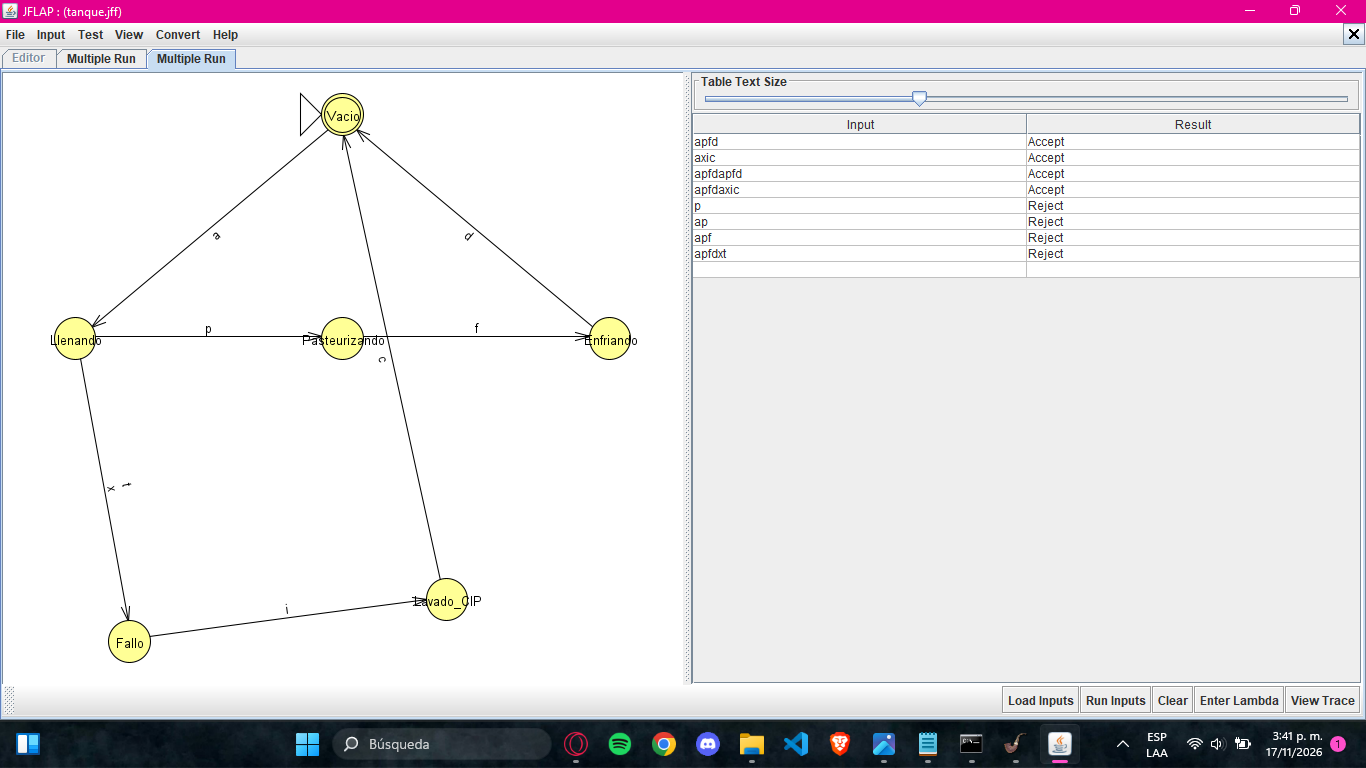 JFLAP : (tanque.jff)
File Input Test View Convert Help
Editor Multiple Run Multiple Run
Vacio
a
d
Llenando
p
Pasteurizando
f
Enfriando
c
t
x
Fallo
i
Lavado_CIP
Table Text Size
Input Result
apfd Accept
axic Accept
apfdapfd Accept
apfdaxic Accept
p Reject
ap Reject
apf Reject
apfdxt Reject
Load Inputs Run Inputs Clear Enter Lambda View Trace
Búsqueda
ESP
LAA
3:41 p. m.
17/11/2026
1